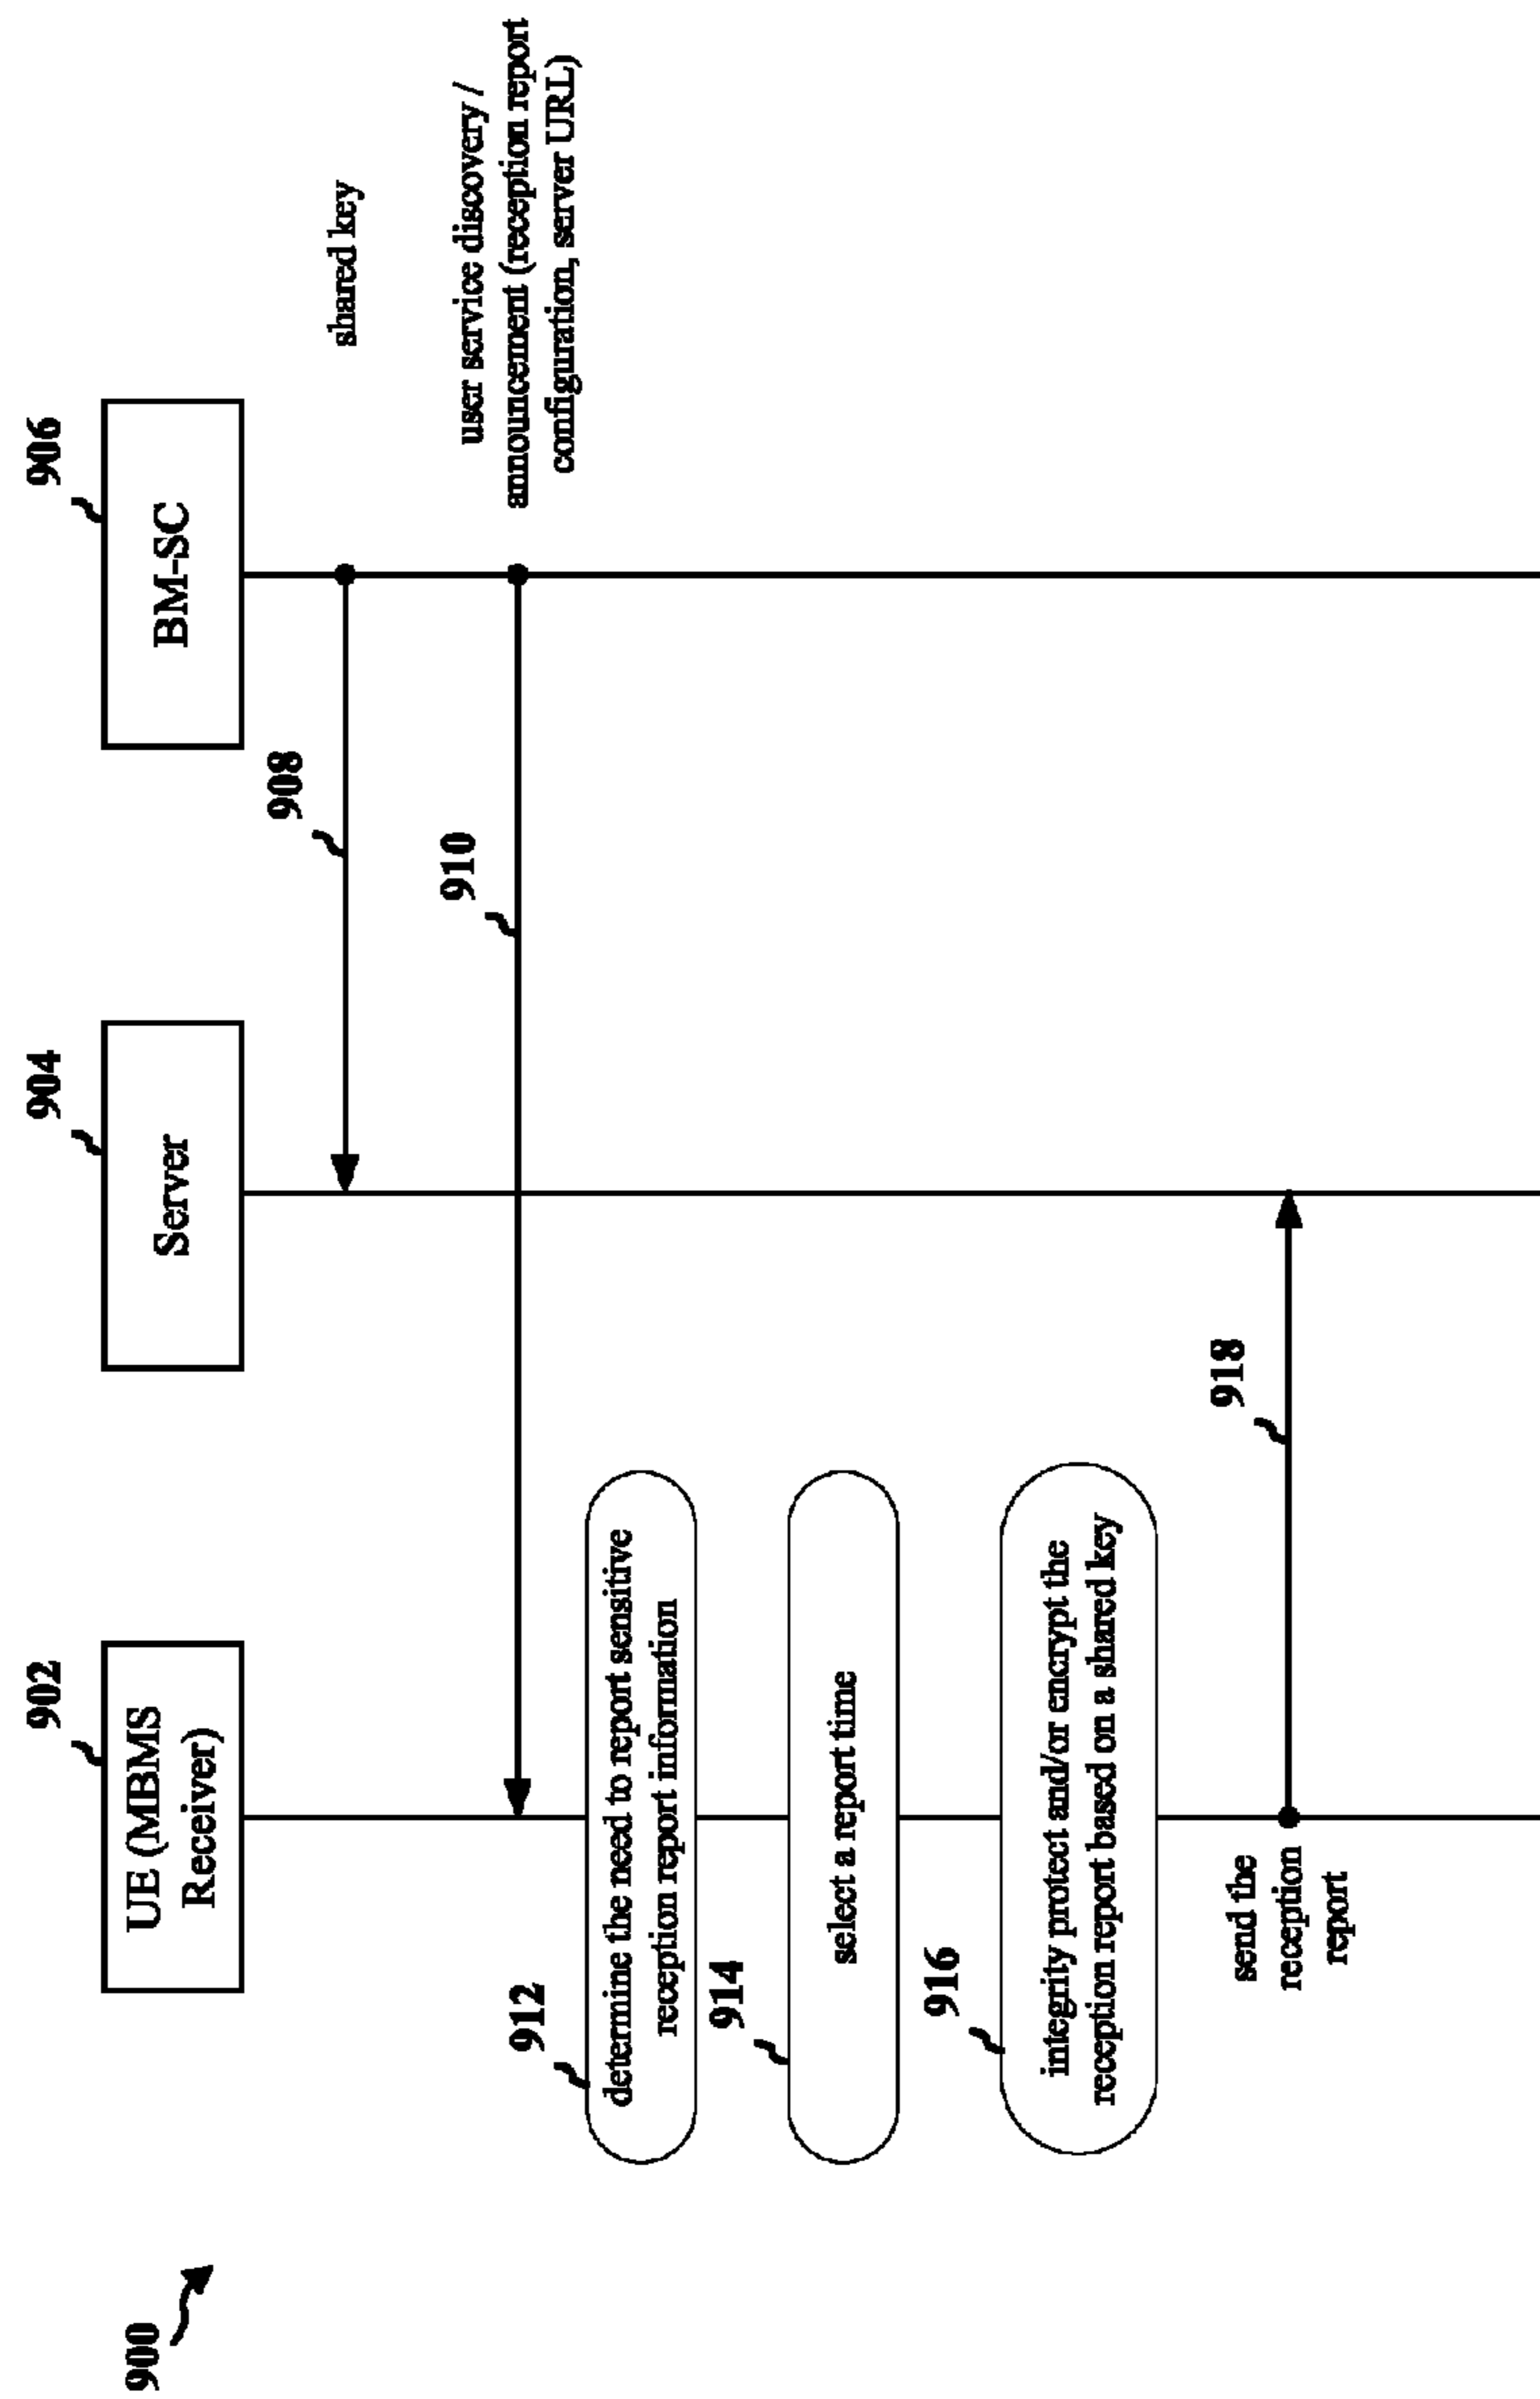 900
902
UE (MBMS
Receiver)
904
Server
906
BM-SC
908
shared key
910
user service discovery /
announcement (reception report
configuration, server URL)
912
determine the need to report sensitive
reception report information
914
select a report time
916
integrity protect and/or encrypt the
reception report based on a shared key
918
send the
reception
report